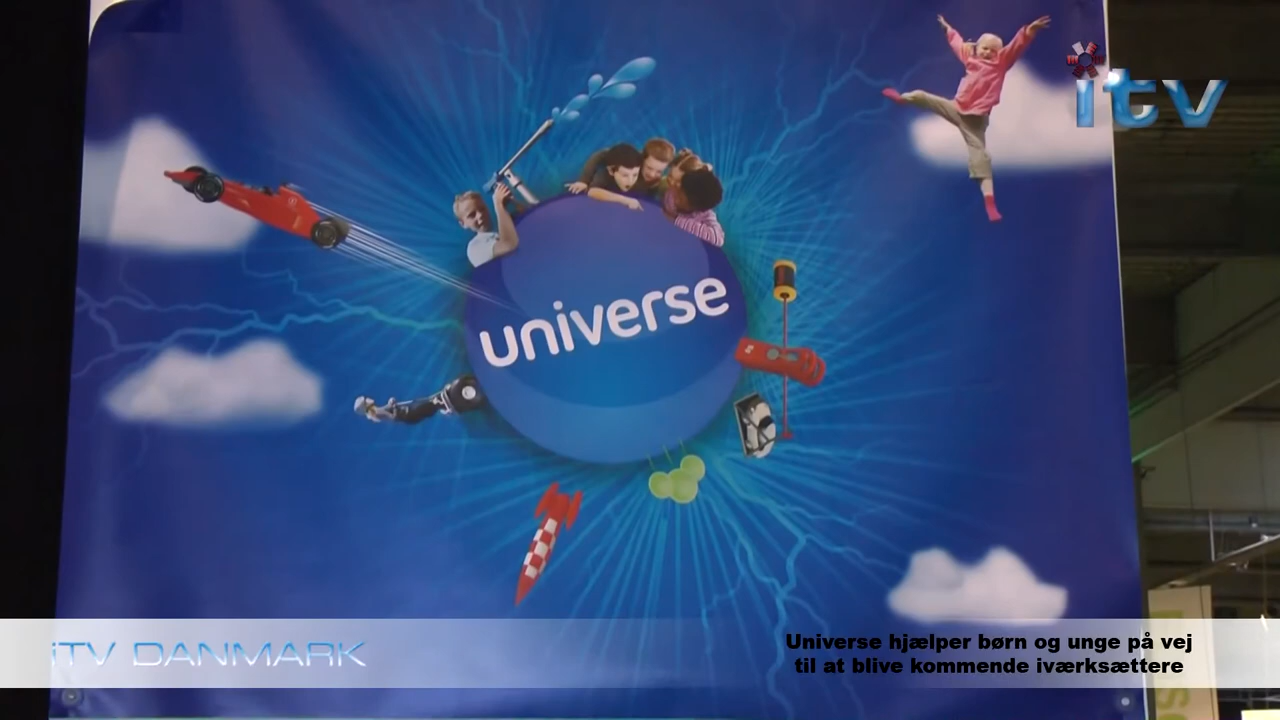 itv
universe
iTV DANMARK
Universe hjælper børn og unge på vej
til at blive kommende iværksættere